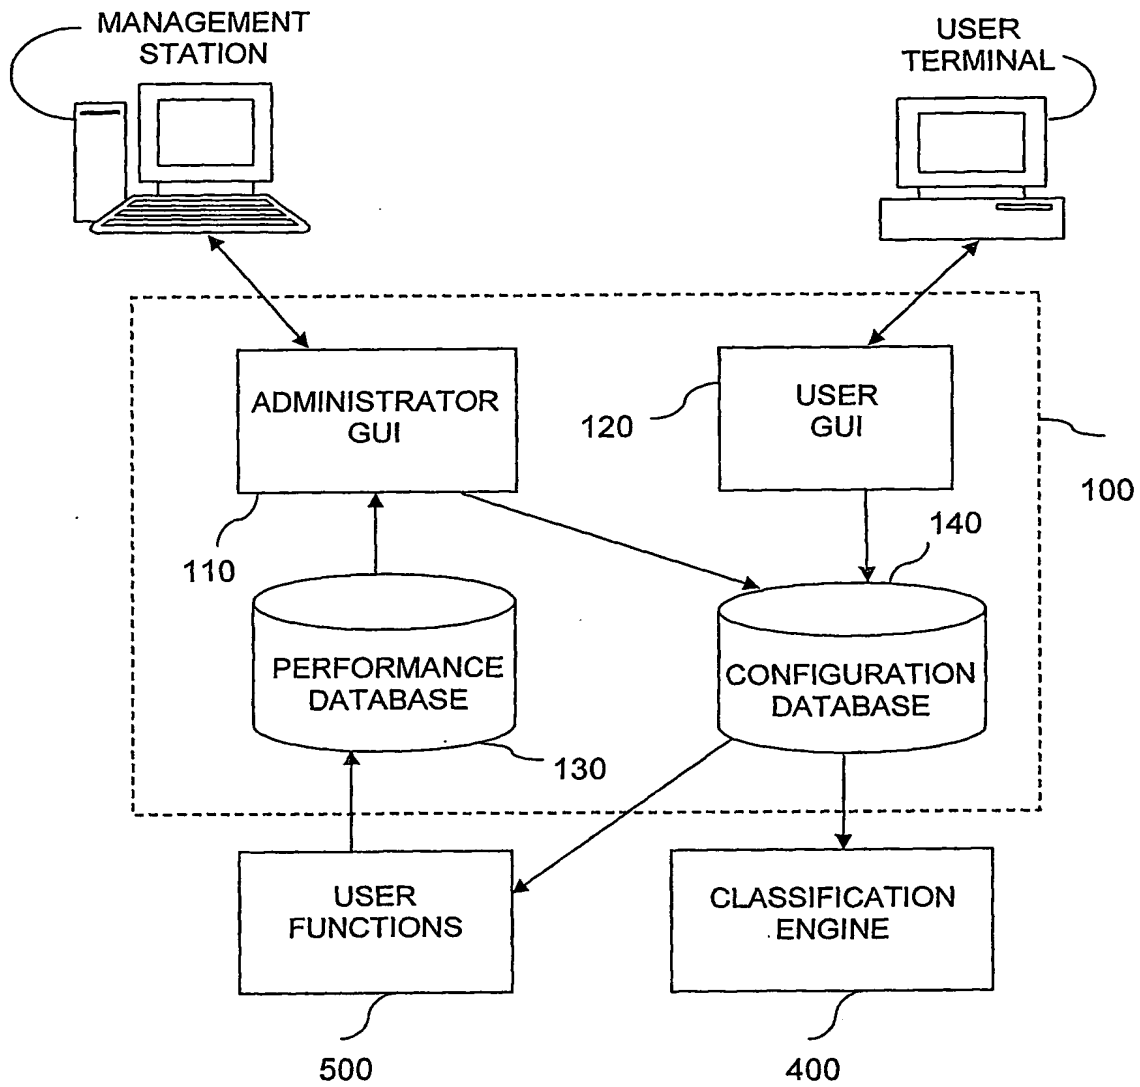 MANAGEMENT
STATION
USER
TERMINAL
ADMINISTRATOR
GUI
USER
GUI
120
100
110
140
PERFORMANCE
DATABASE
CONFIGURATION
DATABASE
130
USER
FUNCTIONS
CLASSIFICATION
ENGINE
500
400